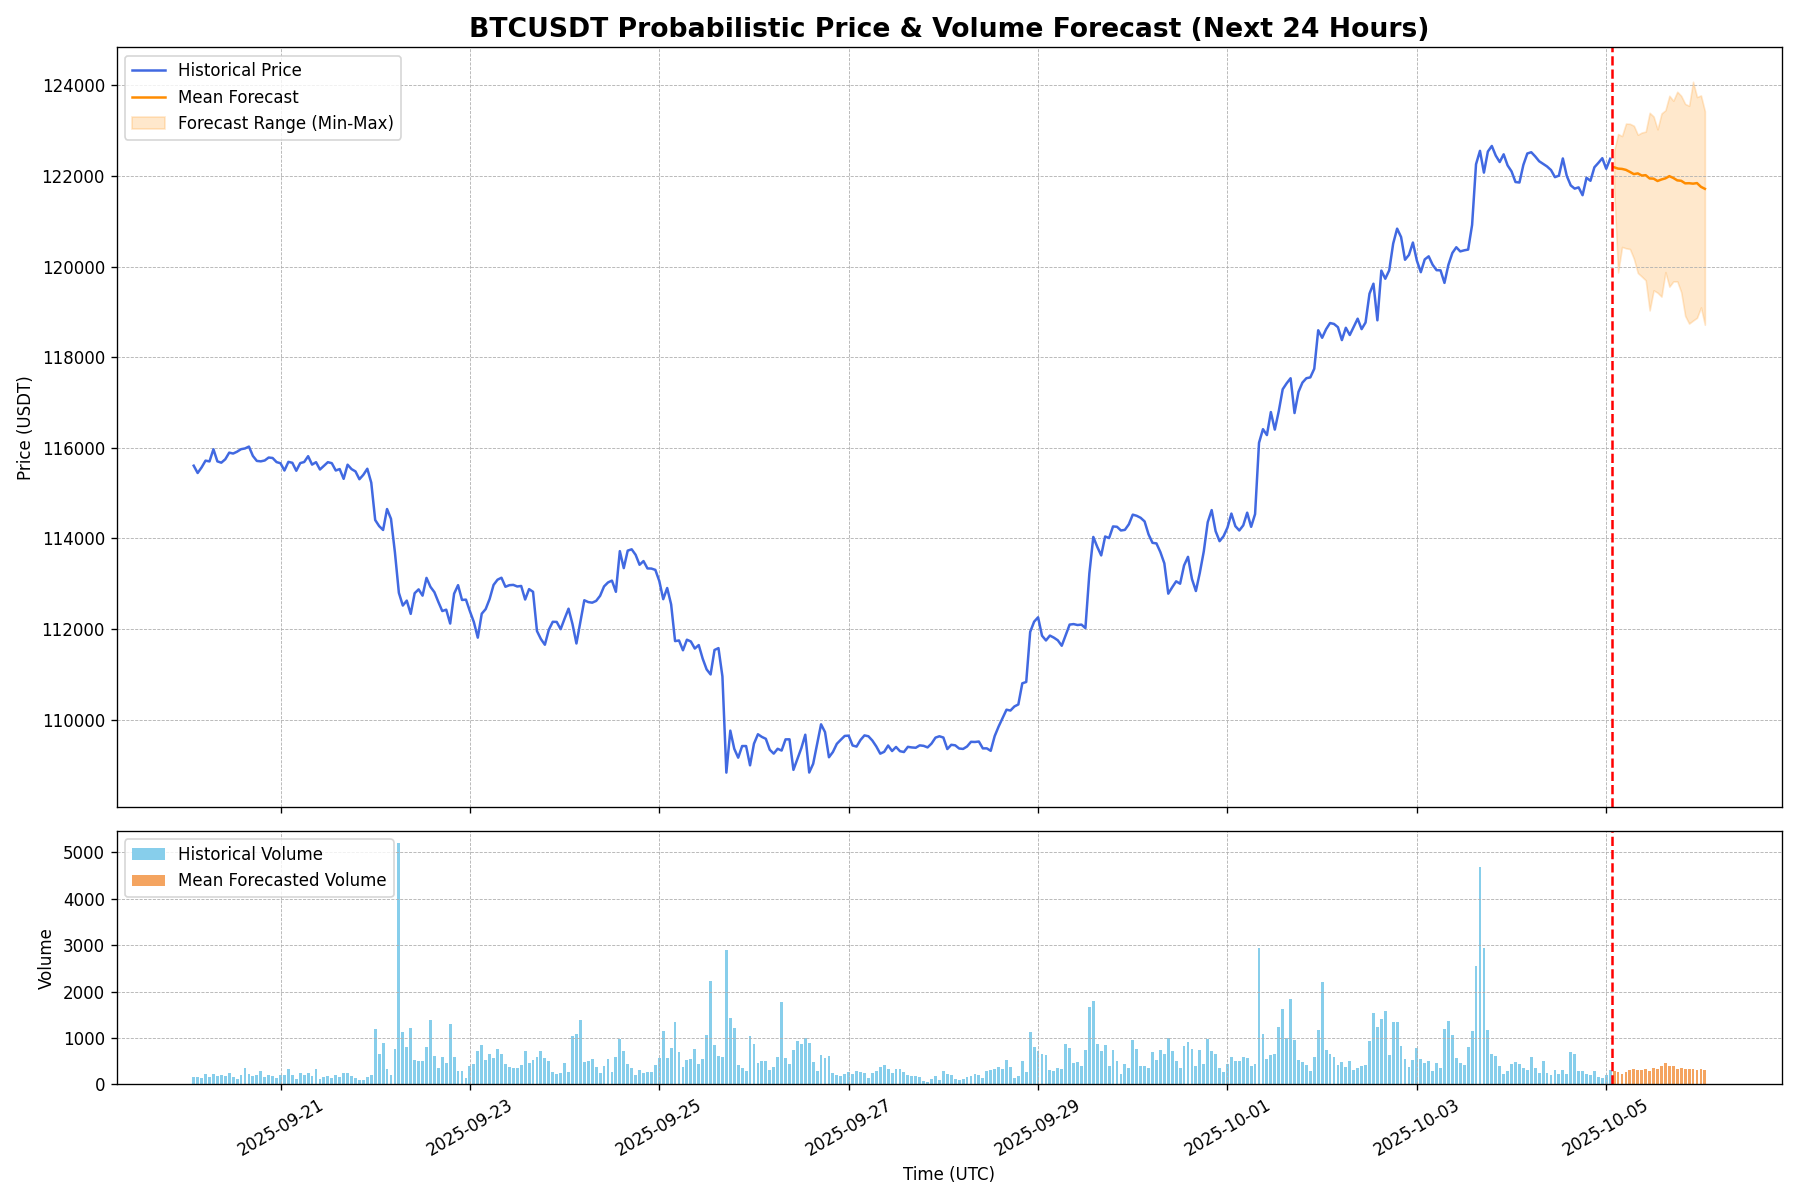 BTCUSDT Probabilistic Price & Volume Forecast (Next 24 Hours)
Historical Price
Mean Forecast
Forecast Range (Min-Max)
124000
122000
120000
118000
116000
114000
112000
110000
Price (USDT)
Historical Volume
Mean Forecasted Volume
5000
4000
3000
2000
1000
0
Volume
2025-09-21
2025-09-23
2025-09-25
2025-09-27
2025-09-29
2025-10-01
2025-10-03
2025-10-05
Time (UTC)